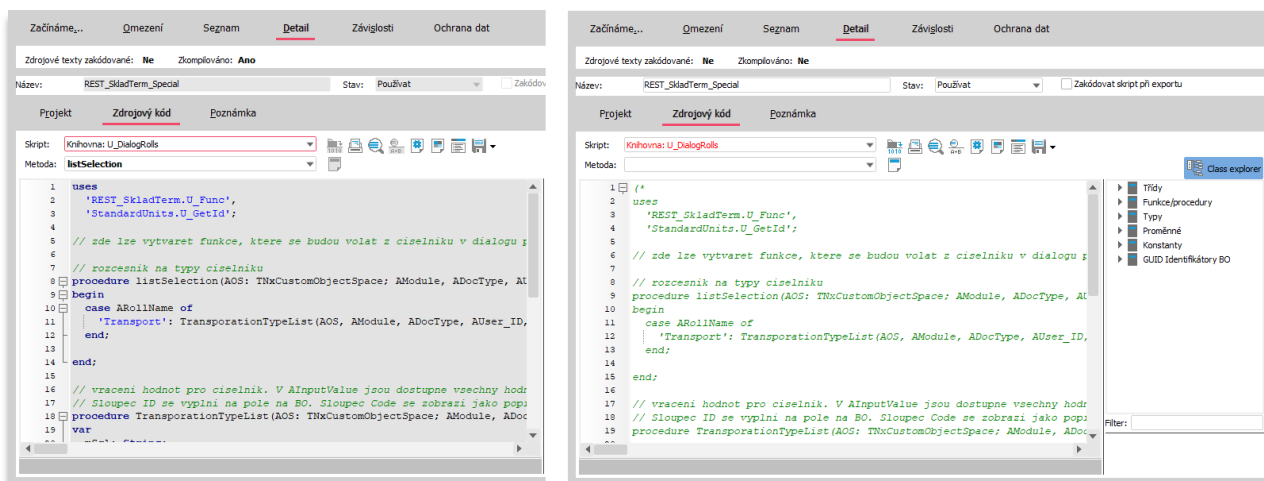 Začínáme,.. Omezení Seznam Detail Závislosti Ochrana dat
Zdrojové texty zakódované: Ne Zkompilováno: Ano
Název: REST_SkladTerm_Special Stav: Používat Zakódov
Projekt Zdrojový kód Poznámka
Skript: Knihovna: U_DialogRolls
Metoda: listSelection
1 uses
2 'REST_SkladTerm.U_Func',
3 'StandardUnits.U_GetId';
4
5 // zde lze vytvaret funkce, ktere se budou volat z ciselniku v dialogu p
6
7 // rozcesnik na typy ciselniku
8 procedure listSelection(AOS: TNxCustomObjectSpace; AModule, ADocType, AU
9 begin
10 case ARollName of
11 'Transport': TransporationTypeList(AOS, AModule, ADocType, AUser_ID,
12 end;
13
14 end;
15
16 // vraceni hodnot pro ciselnik. V AInputValue jsou dostupne vsechny hodn
17 // Sloupec ID se vyplni na pole na BO. Sloupec Code se zobrazi jako popi
18 procedure TransporationTypeList(AOS: TNxCustomObjectSpace; AModule, ADoc
19 var
Začínáme,.. Omezení Seznam Detail Závislosti Ochrana dat
Zdrojové texty zakódované: Ne Zkompilováno: Ne
Název: REST_SkladTerm_Special Stav: Používat Zakódovat skript při exportu
Projekt Zdrojový kód Poznámka
Skript: Knihovna: U_DialogRolls
Metoda:
Class explorer
1 (*
2 uses
3 'REST_SkladTerm.U_Func',
4 'StandardUnits.U_GetId';
5
6 // zde lze vytvaret funkce, ktere se budou volat z ciselniku v dialogu p
7
8 // rozcesnik na typy ciselniku
9 procedure listSelection(AOS: TNxCustomObjectSpace; AModule, ADocType, AU
10 begin
11 case ARollName of
12 'Transport': TransporationTypeList(AOS, AModule, ADocType, AUser_ID,
13 end;
14
15 end;
16
17 // vraceni hodnot pro ciselnik. V AInputValue jsou dostupne vsechny hodn
18 // Sloupec ID se vyplni na pole na BO. Sloupec Code se zobrazi jako popi
19 procedure TransporationTypeList(AOS: TNxCustomObjectSpace; AModule, ADoc
Třídy
Funkce/procedury
Typy
Proměnné
Konstanty
GUID Identifikátory BO
Filter: